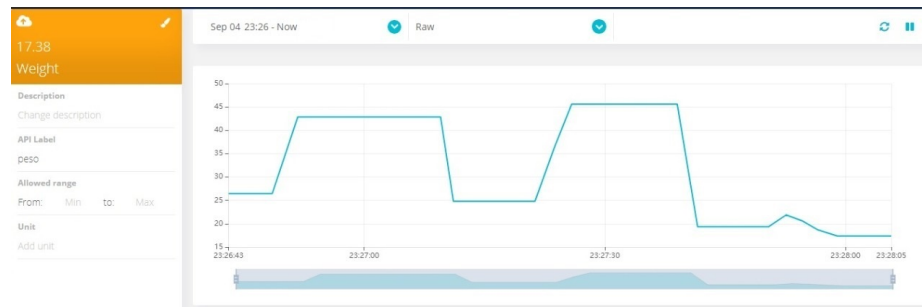 Sep 04 23:26 - Now
Raw
17.38
Weight
Description
Change description
API Label
peso
Allowed range
From: Min to: Max
Unit
Add unit
50
45
40
35
30
25
20
15
23:26:43 23:27:00 23:27:30 23:28:00 23:28:05